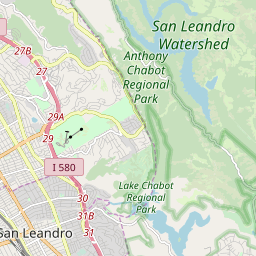 San Leandro
Watershed
27B
Anthony
Chabot
Regional
Park
27
29A
29
I 580
Lake Chabot
Regional
Park
30
31B
San Leandro
31